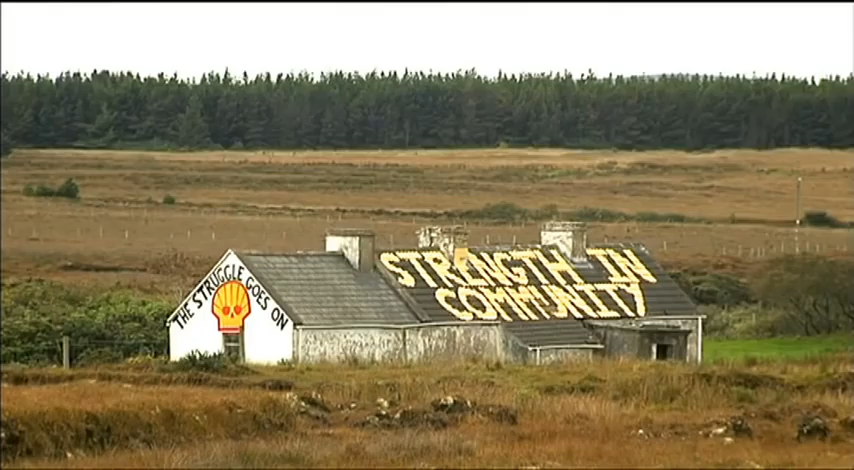 THE STRUGGLE GOES ON
STRENGTH IN
COMMUNITY